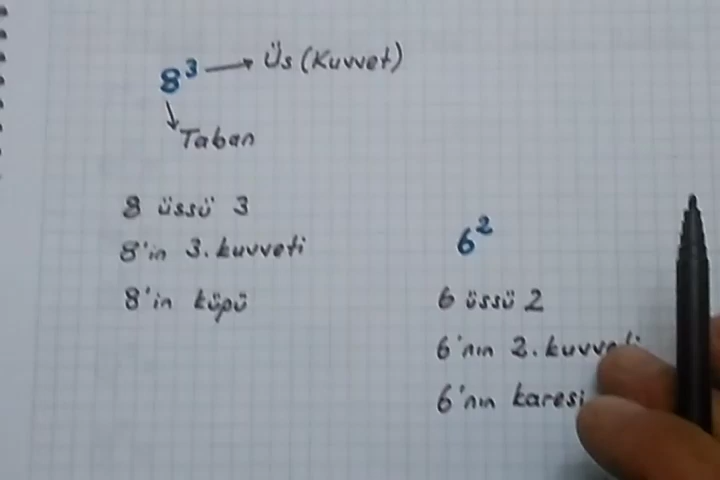 8³ → Üs (Kuvvet)
Taban
8 üssü 3
8'in 3. kuvveti
8'in küpü
6²
6 üssü 2
6'nın 2.
6'nın karesi